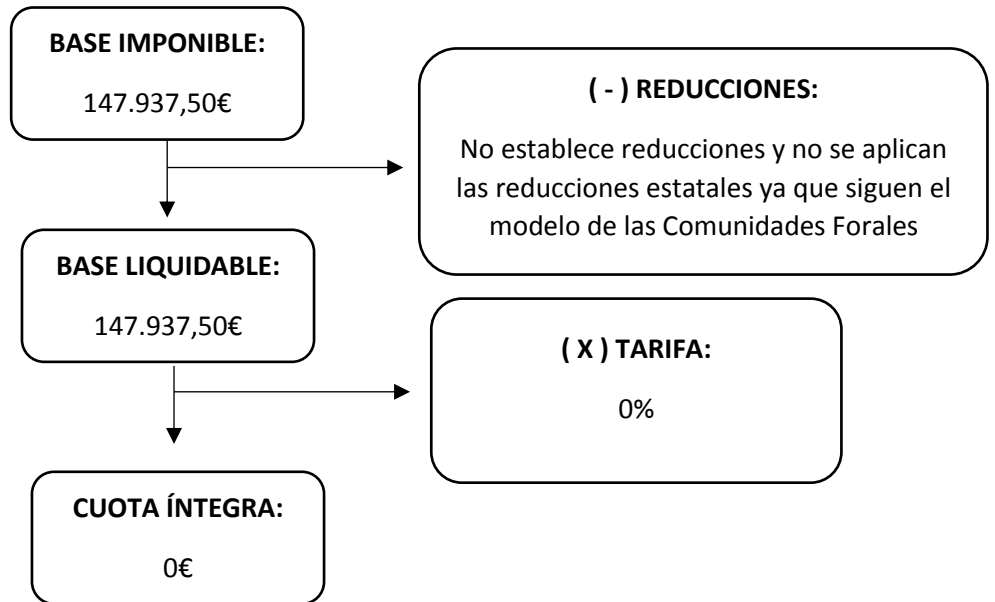 BASE IMPONIBLE:
147.937,50€
( - ) REDUCCIONES:
No establece reducciones y no se aplican
las reducciones estatales ya que siguen el
modelo de las Comunidades Forales
BASE LIQUIDABLE:
147.937,50€
( X ) TARIFA:
0%
CUOTA ÍNTEGRA:
0€